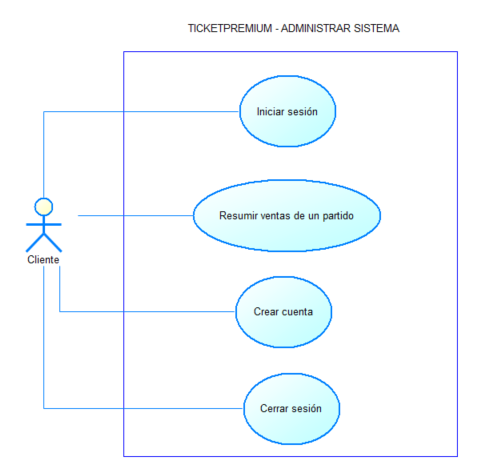 TICKETPREMIUM - ADMINISTRAR SISTEMA
Iniciar sesión
Resumir ventas de un partido
Cliente
Crear cuenta
Cerrar sesión